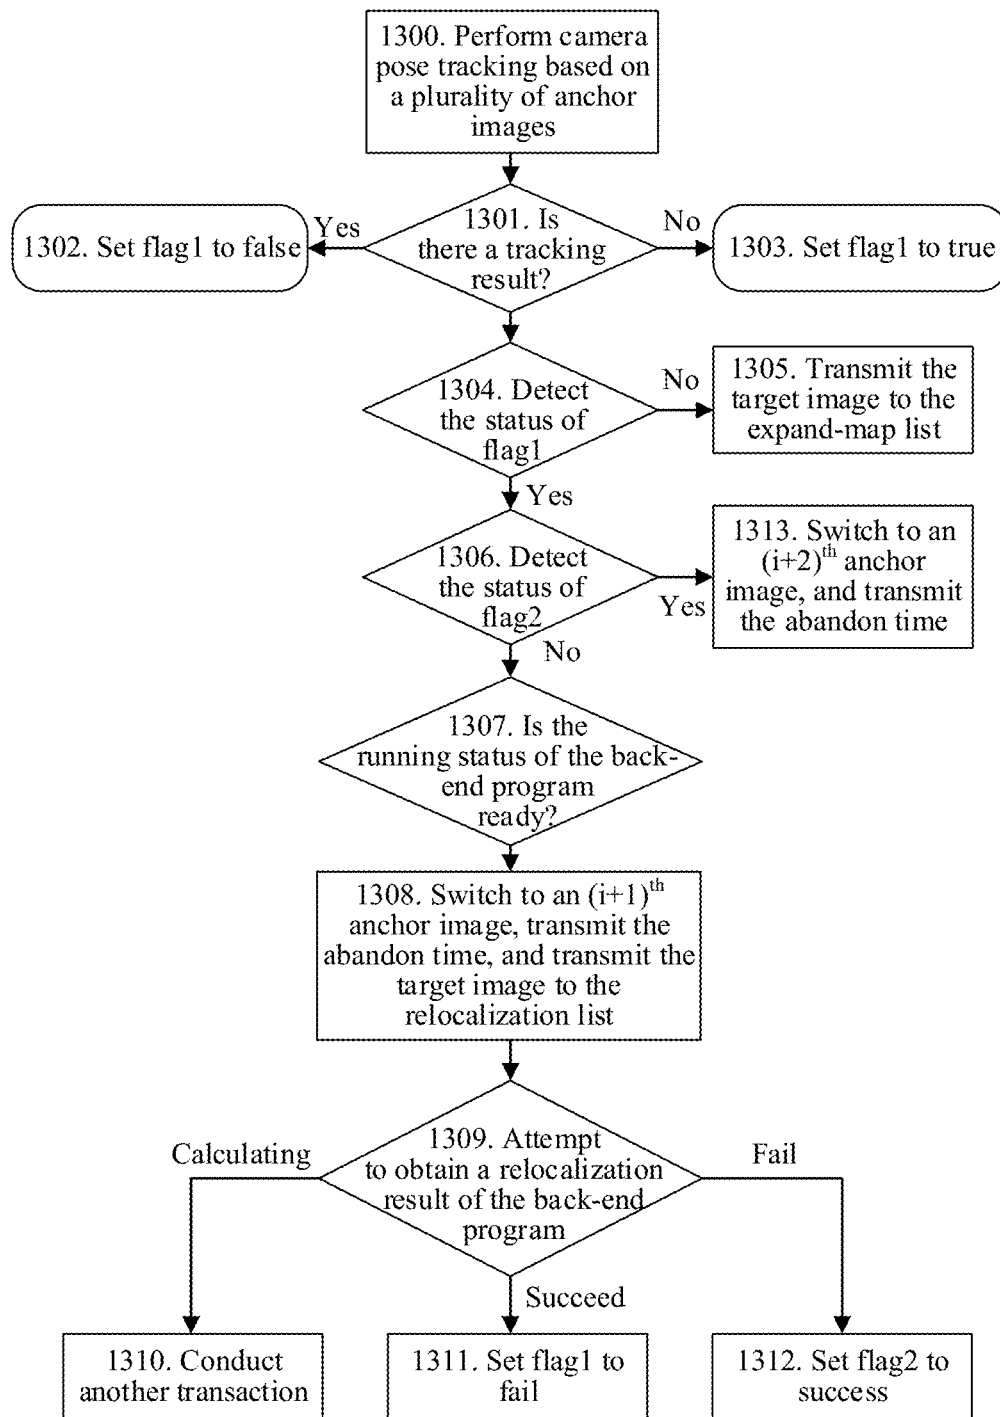 1300. Perform camera
pose tracking based on
a plurality of anchor
images
1301. Is
there a tracking
result?
Yes
No
1302. Set flag1 to false
1303. Set flag1 to true
1304. Detect
the status of
flag1
No
1305. Transmit the
target image to the
expand-map list
Yes
1306. Detect
the status of
flag2
Yes
1313. Switch to an
(i+2)th anchor
image, and transmit
the abandon time
No
1307. Is the
running status of the back-
end program
ready?
1308. Switch to an (i+1)th
anchor image, transmit the
abandon time, and transmit the
target image to the
relocalization list
1309. Attempt
to obtain a relocalization
result of the back-end
program
Calculating
Fail
Succeed
1310. Conduct
another transaction
1311. Set flag1 to
fail
1312. Set flag2 to
success